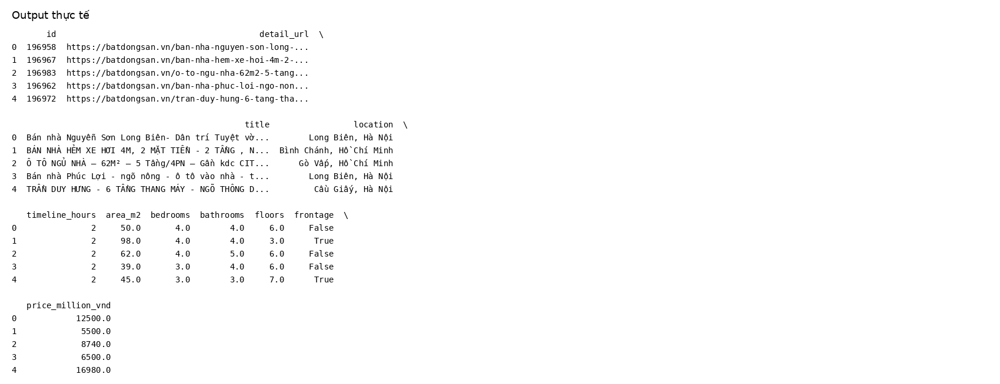 Output thực tế
id detail_url \
0 196958 https://batdongsan.vn/ban-nha-nguyen-son-long-...
1 196967 https://batdongsan.vn/ban-nha-hem-xe-hoi-4m-2-...
2 196983 https://batdongsan.vn/o-to-ngu-nha-62m2-5-tang...
3 196962 https://batdongsan.vn/ban-nha-phuc-loi-ngo-non...
4 196972 https://batdongsan.vn/tran-duy-hung-6-tang-tha...
title location \
0 Bán nhà Nguyễn Sơn Long Biên- Dân trí Tuyệt vờ... Long Biên, Hà Nội
1 BÁN NHÀ HẺM XE HƠI 4M, 2 MẶT TIỀN - 2 TẦNG , N... Bình Chánh, Hồ Chí Minh
2 Ô TÔ NGỦ NHÀ – 62M² – 5 Tầng/4PN – Gần kdc CIT... Gò Vấp, Hồ Chí Minh
3 Bán nhà Phúc Lợi - ngõ nông - ô tô vào nhà - t... Long Biên, Hà Nội
4 TRẦN DUY HƯNG - 6 TẦNG THANG MÁY - NGÕ THÔNG D... Cầu Giấy, Hà Nội
timeline_hours area_m2 bedrooms bathrooms floors frontage \
0 2 50.0 4.0 4.0 6.0 False
1 2 98.0 4.0 4.0 3.0 True
2 2 62.0 4.0 5.0 6.0 False
3 2 39.0 3.0 4.0 6.0 False
4 2 45.0 3.0 3.0 7.0 True
price_million_vnd
0 12500.0
1 5500.0
2 8740.0
3 6500.0
4 16980.0